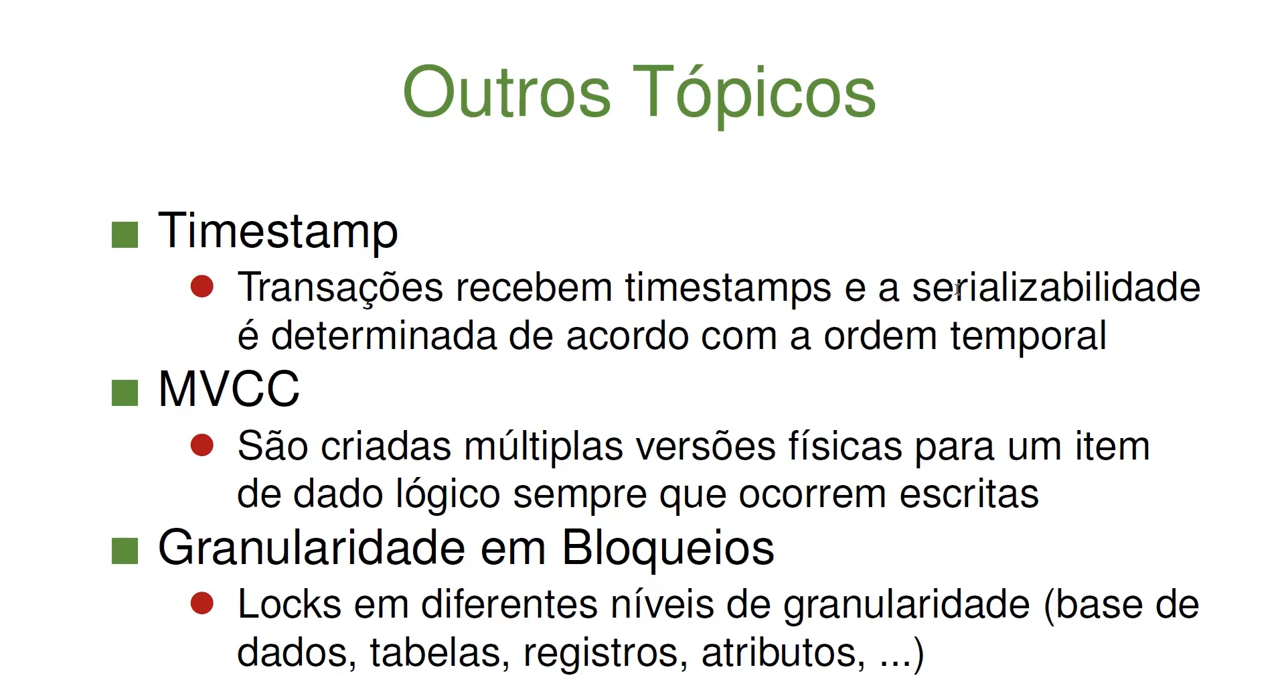 Outros Tópicos
Timestamp
Transações recebem timestamps e a serializabilidade
é determinada de acordo com a ordem temporal
MVCC
São criadas múltiplas versões físicas para um item
de dado lógico sempre que ocorrem escritas
Granularidade em Bloqueios
Locks em diferentes níveis de granularidade (base de
dados, tabelas, registros, atributos, ...)